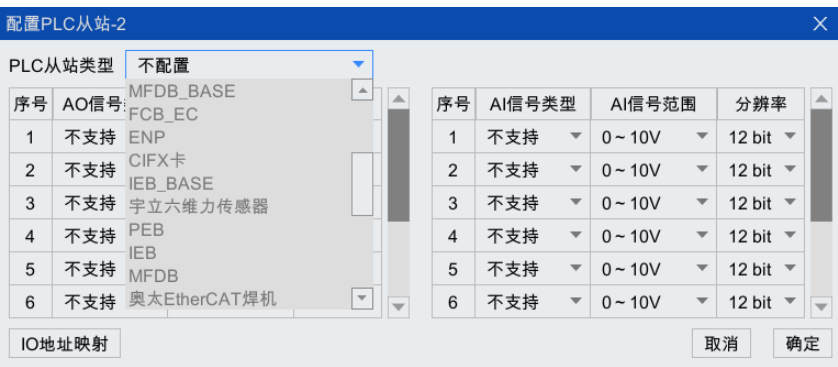 配置PLC从站-2
PLC从站类型 不配置
MFDB_BASE
FCB_EC
ENP
CIFX卡
IEB_BASE
宇立六维力传感器
PEB
IEB
MFDB
奥太EtherCAT焊机
序号 AO信号
1 不支持
2 不支持
3 不支持
4 不支持
5 不支持
6 不支持
序号 AI信号类型 AI信号范围 分辨率
1 不支持 0~10V 12 bit
2 不支持 0~10V 12 bit
3 不支持 0~10V 12 bit
4 不支持 0~10V 12 bit
5 不支持 0~10V 12 bit
6 不支持 0~10V 12 bit
IO地址映射 取消 确定